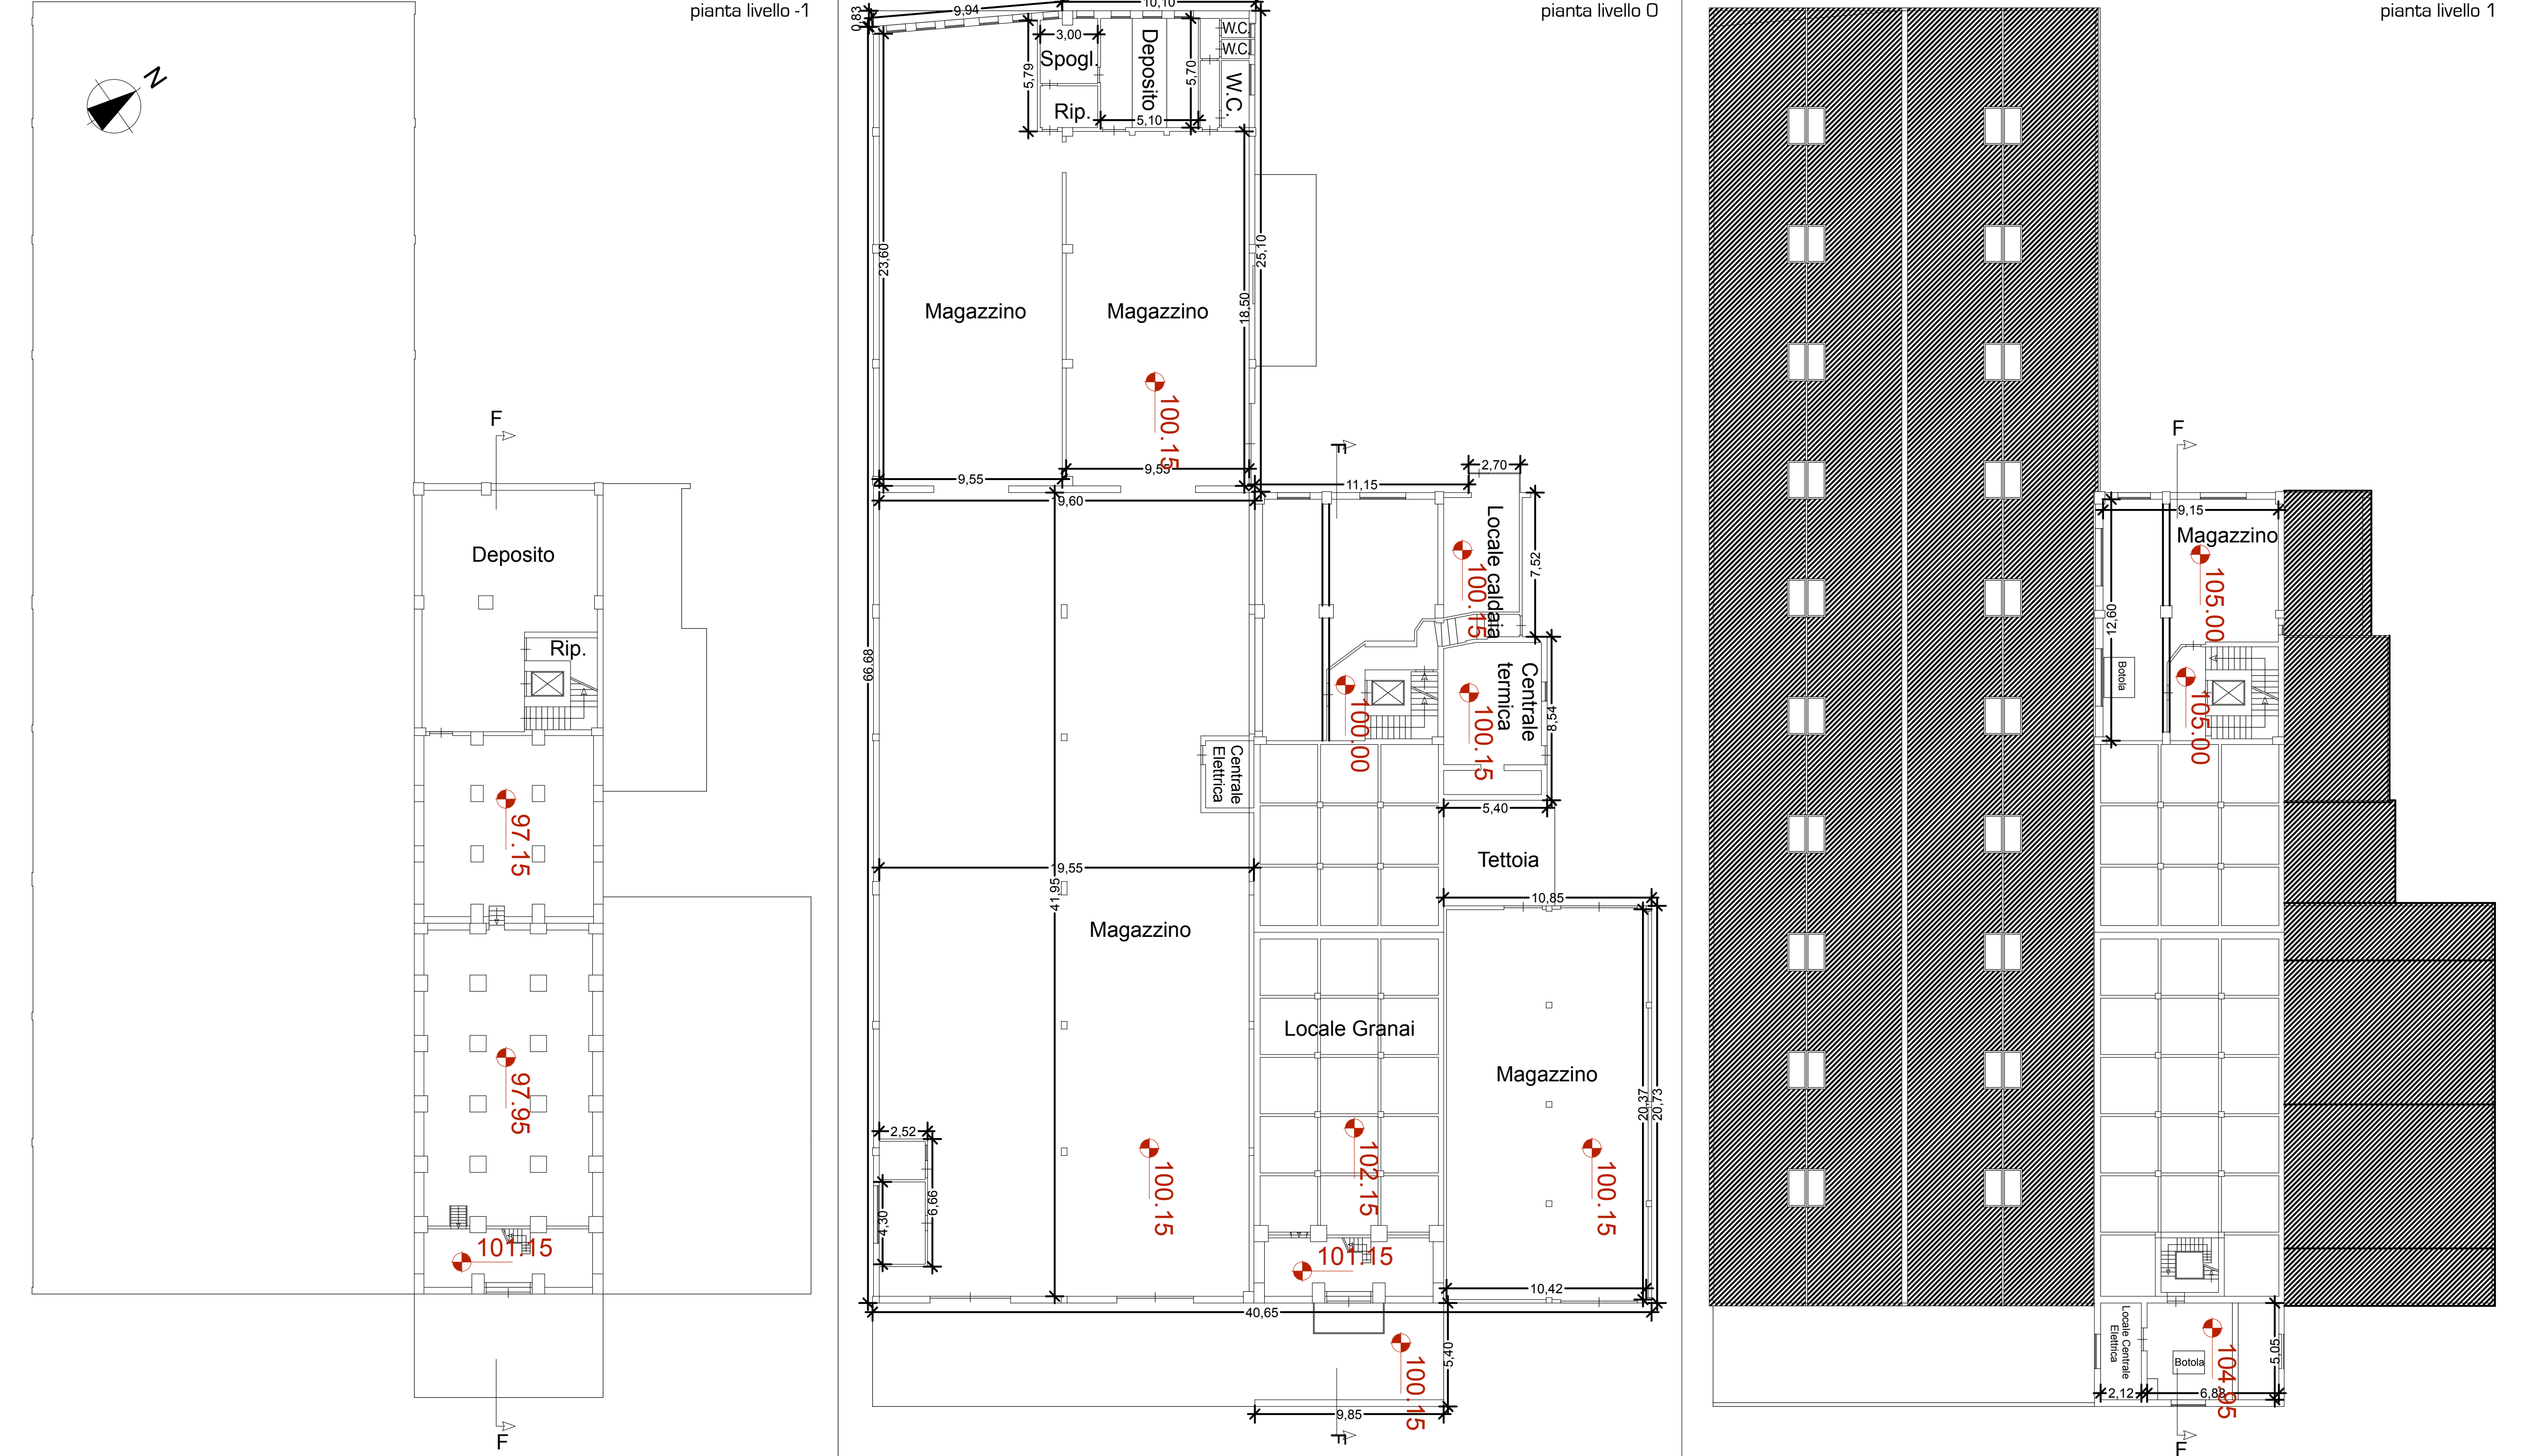 pianta livello -1
N
F
Deposito
Rip.
97.15
97.95
101.15
F
pianta livello 0
0,83
9,94
10,10
3,00
Spogl.
5,79
Rip.
Deposito
5,70
5,10
W.C.
W.C.
W.C.
23,60
25,10
18,50
Magazzino
Magazzino
100.15
9,55
9,55
19,60
F
2,70
11,15
Locale caldaia
100.15
7,52
66.68
100.00
Centrale
termica
100.15
8,54
Centrale
Elettrica
5,40
Tettoia
19,55
41,95
10,85
Magazzino
Locale Granai
Magazzino
20,37
20,73
2,52
4,30
6,66
100.15
102.15
100.15
101.15
10,42
40,65
5,40
100.15
9,85
F
pianta livello 1
F
9,15
Magazzino
105.00
12,60
Botola
105.00
Locale Centrale
Elettrica
Botola
104.95
5,05
2,12
6,88
F